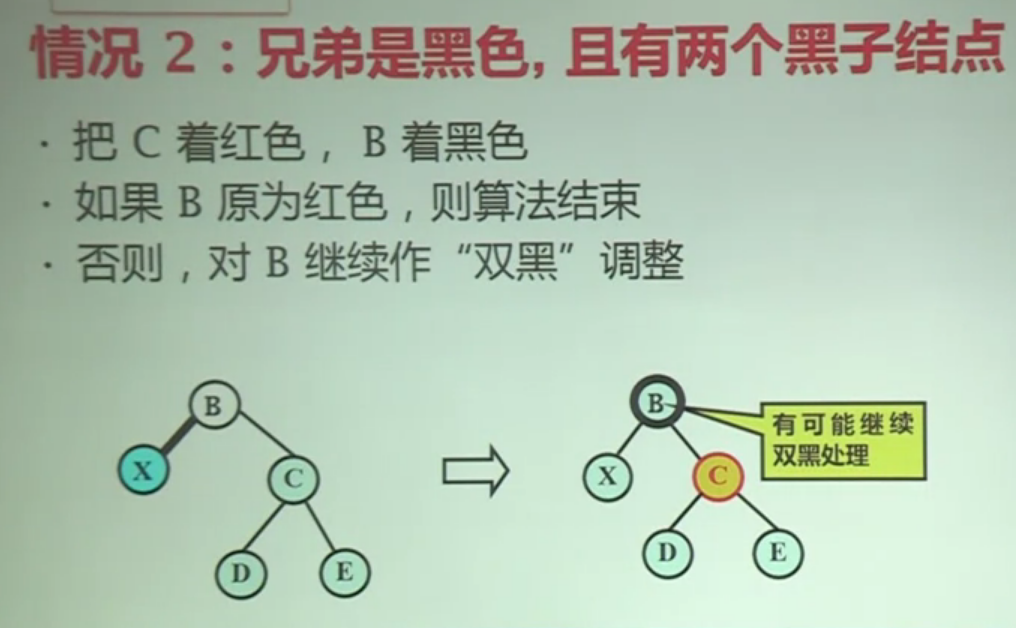 情况 2：兄弟是黑色, 且有两个黑子结点
· 把 C 着红色， B 着黑色
· 如果 B 原为红色，则算法结束
· 否则，对 B 继续作“双黑”调整
B
X
C
D
E
B
有可能继续
双黑处理
X
C
D
E